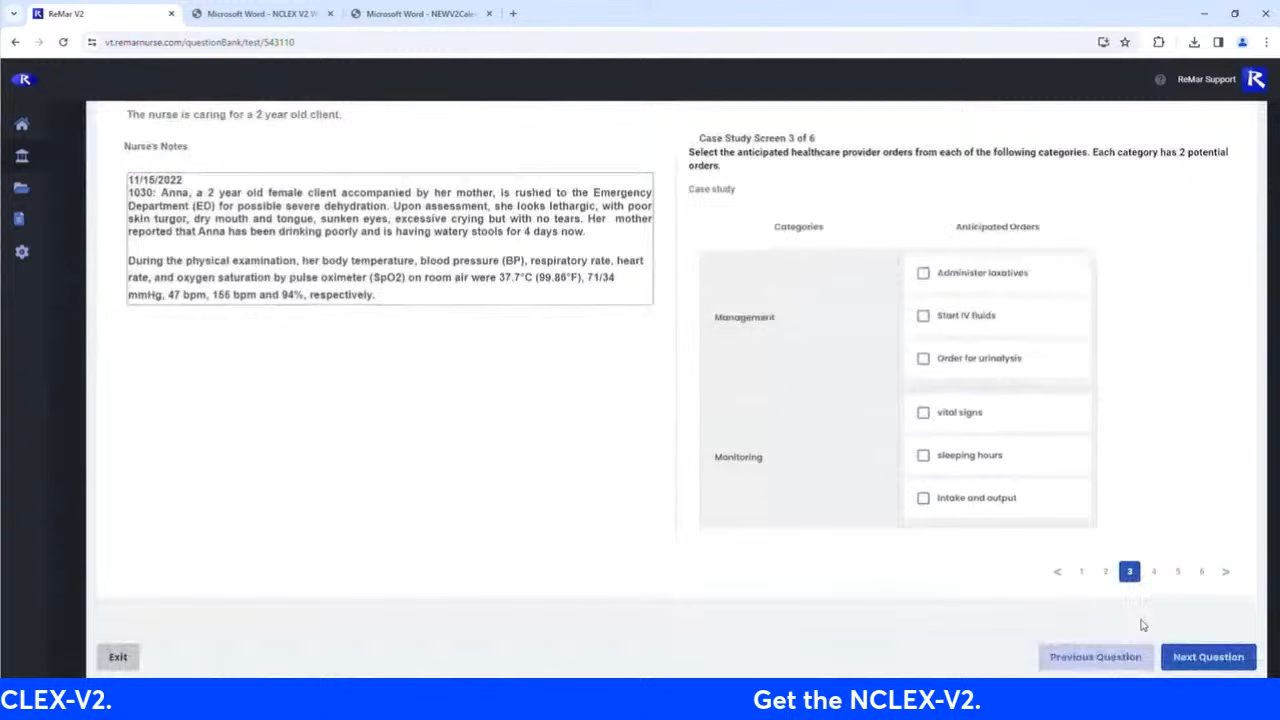 ReMar V2
Microsoft Word - NCLEX V2 W
Microsoft Word - NEWV2Cale
vt.remarnurse.com/questionBank/test/543110
R
ReMar Support
R
The nurse is caring for a 2 year old client.
Nurse's Notes
11/15/2022
1030: Anna, a 2 year old female client accompanied by her mother, is rushed to the Emergency
Department (ED) for possible severe dehydration. Upon assessment, she looks lethargic, with poor
skin turgor, dry mouth and tongue, sunken eyes, excessive crying but with no tears. Her mother
reported that Anna has been drinking poorly and is having watery stools for 4 days now.
During the physical examination, her body temperature, blood pressure (BP), respiratory rate, heart
rate, and oxygen saturation by pulse oximeter (SpO2) on room air were 37.7°C (99.86°F), 71/34
mmHg, 47 bpm, 155 bpm and 94%, respectively.
Case Study Screen 3 of 6
Select the anticipated healthcare provider orders from each of the following categories. Each category has 2 potential
orders.
Case study
Categories
Anticipated Orders
Management
Administer laxatives
Start IV fluids
Order for urinalysis
Monitoring
vital signs
sleeping hours
Intake and output
< 1 2 3 4 5 6 >
Exit
Previous Question
Next Question
CLEX-V2.
Get the NCLEX-V2.